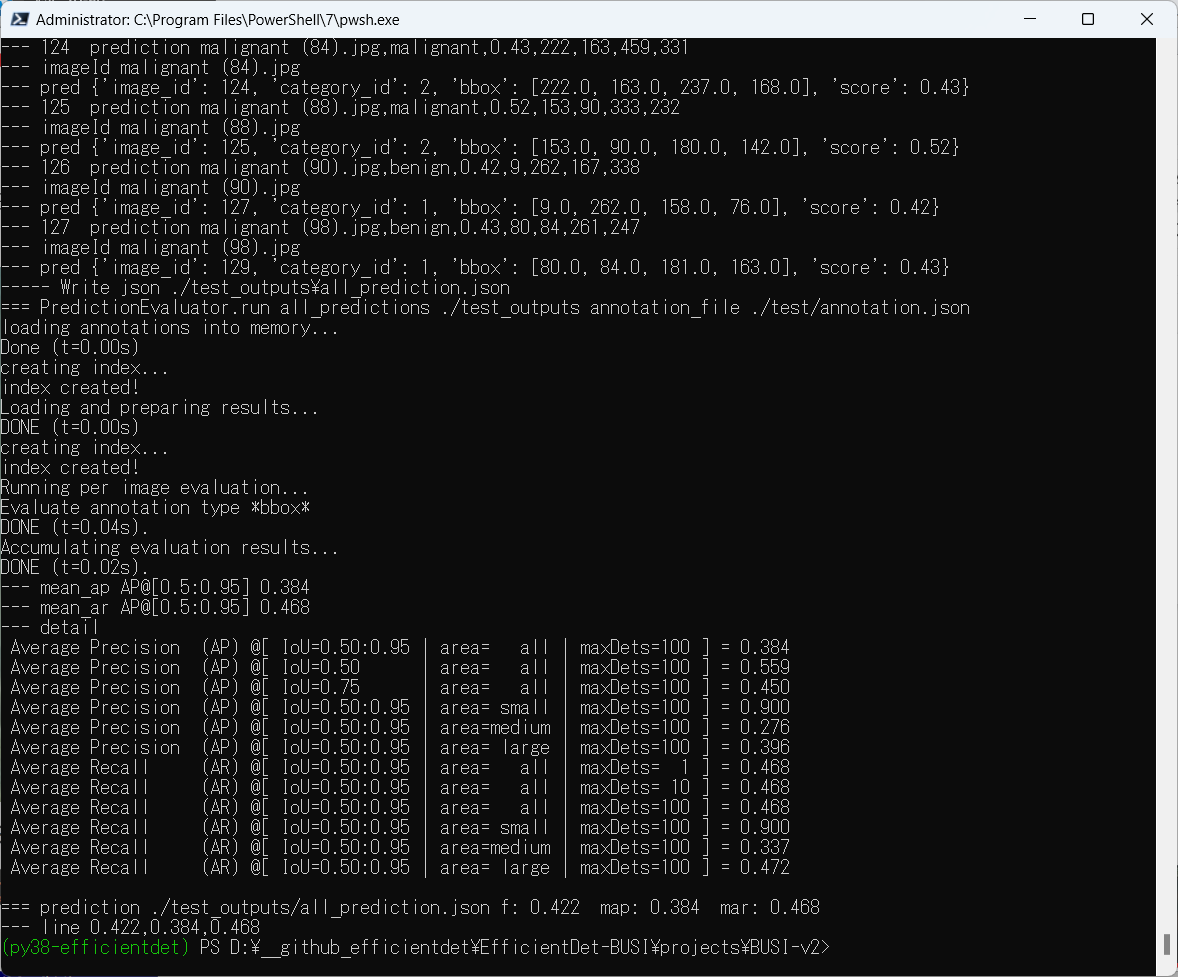 Administrator: C:\Program Files\PowerShell\7\pwsh.exe
--- 124  prediction malignant (84).jpg,malignant,0.43,222,163,459,331
--- imageId malignant (84).jpg
--- pred {'image_id': 124, 'category_id': 2, 'bbox': [222.0, 163.0, 237.0, 168.0], 'score': 0.43}
--- 125  prediction malignant (88).jpg,malignant,0.52,153,90,333,232
--- imageId malignant (88).jpg
--- pred {'image_id': 125, 'category_id': 2, 'bbox': [153.0, 90.0, 180.0, 142.0], 'score': 0.52}
--- 126  prediction malignant (90).jpg,benign,0.42,9,262,167,338
--- imageId malignant (90).jpg
--- pred {'image_id': 127, 'category_id': 1, 'bbox': [9.0, 262.0, 158.0, 76.0], 'score': 0.42}
--- 127  prediction malignant (98).jpg,benign,0.43,80,84,261,247
--- imageId malignant (98).jpg
--- pred {'image_id': 129, 'category_id': 1, 'bbox': [80.0, 84.0, 181.0, 163.0], 'score': 0.43}
----- Write json ./test_outputs¥all_prediction.json
=== PredictionEvaluator.run all_predictions ./test_outputs annotation_file ./test/annotation.json
loading annotations into memory...
Done (t=0.00s)
creating index...
index created!
Loading and preparing results...
DONE (t=0.00s)
creating index...
index created!
Running per image evaluation...
Evaluate annotation type *bbox*
DONE (t=0.04s).
Accumulating evaluation results...
DONE (t=0.02s).
--- mean_ap AP@[0.5:0.95] 0.384
--- mean_ar AP@[0.5:0.95] 0.468
--- detail
Average Precision  (AP) @[ IoU=0.50:0.95 | area=   all | maxDets=100 ] = 0.384
Average Precision  (AP) @[ IoU=0.50      | area=   all | maxDets=100 ] = 0.559
Average Precision  (AP) @[ IoU=0.75      | area=   all | maxDets=100 ] = 0.450
Average Precision  (AP) @[ IoU=0.50:0.95 | area= small | maxDets=100 ] = 0.900
Average Precision  (AP) @[ IoU=0.50:0.95 | area=medium | maxDets=100 ] = 0.276
Average Precision  (AP) @[ IoU=0.50:0.95 | area= large | maxDets=100 ] = 0.396
Average Recall     (AR) @[ IoU=0.50:0.95 | area=   all | maxDets=  1 ] = 0.468
Average Recall     (AR) @[ IoU=0.50:0.95 | area=   all | maxDets= 10 ] = 0.468
Average Recall     (AR) @[ IoU=0.50:0.95 | area=   all | maxDets=100 ] = 0.468
Average Recall     (AR) @[ IoU=0.50:0.95 | area= small | maxDets=100 ] = 0.900
Average Recall     (AR) @[ IoU=0.50:0.95 | area=medium | maxDets=100 ] = 0.337
Average Recall     (AR) @[ IoU=0.50:0.95 | area= large | maxDets=100 ] = 0.472
=== prediction ./test_outputs/all_prediction.json f: 0.422  map: 0.384  mar: 0.468
--- line 0.422,0.384,0.468
(py38-efficientdet) PS D:¥__github_efficientdet¥EfficientDet-BUSI¥projects¥BUSI-v2>